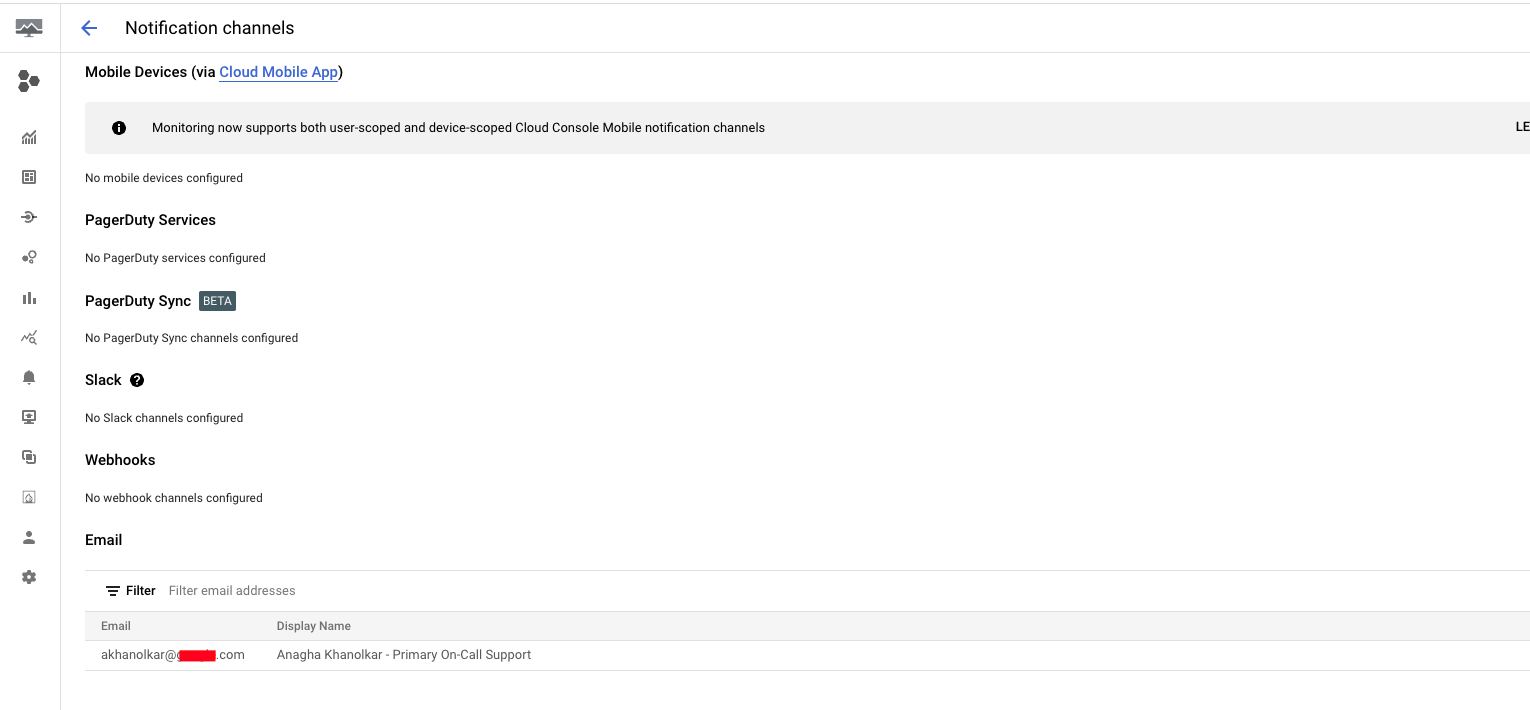 Notification channels
Mobile Devices (via Cloud Mobile App)
Monitoring now supports both user-scoped and device-scoped Cloud Console Mobile notification channels LE
No mobile devices configured
PagerDuty Services
No PagerDuty services configured
PagerDuty Sync BETA
No PagerDuty Sync channels configured
Slack
No Slack channels configured
Webhooks
No webhook channels configured
Email
Filter Filter email addresses
Email Display Name
akhanolkar@ .com Anagha Khanolkar - Primary On-Call Support